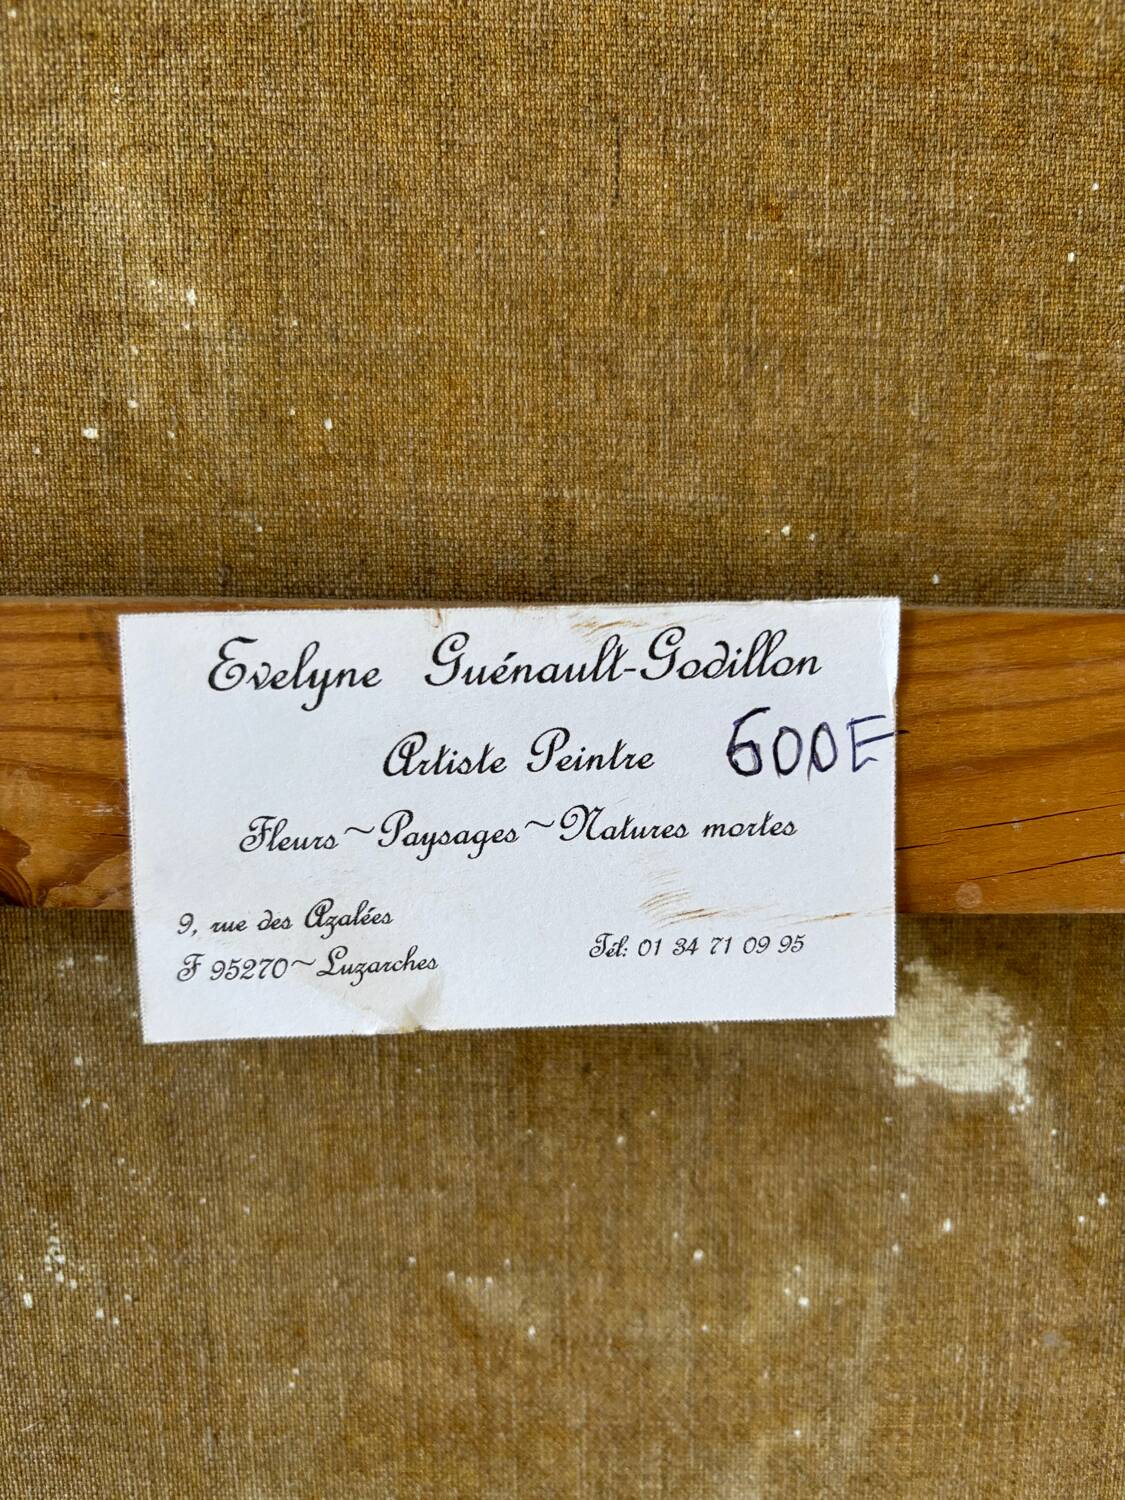 Evelyne Guénault-Godillon
Artiste Peintre 600E
Fleurs~Paysages~Natures mortes
9, rue des Azalées
F 95270~Luzarches
Tél: 01 34 71 09 95